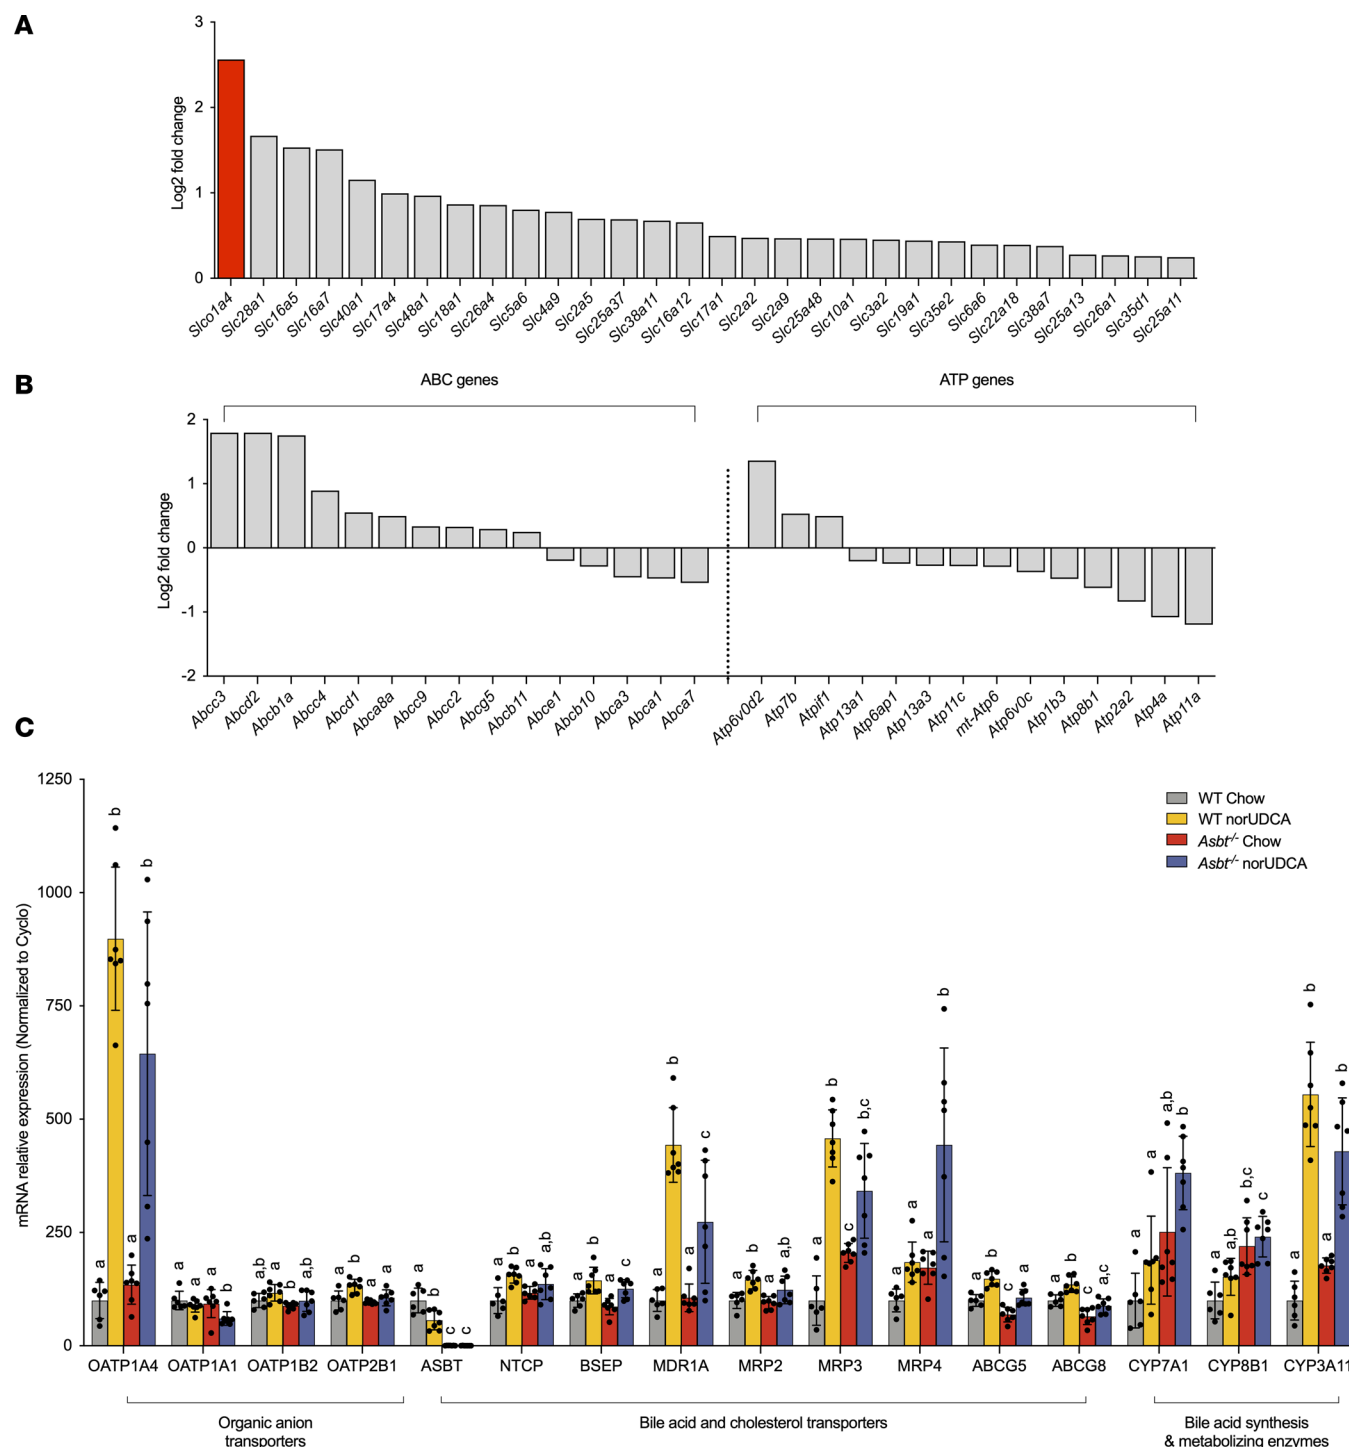 A
3
2
1
0
Log2 fold change
Slco1a4
Slc28a1
Slc16a5
Slc16a7
Slc40a1
Slc17a4
Slc48a1
Slc18a1
Slc26a4
Slc5a6
Slc4a9
Slc2a5
Slc25a37
Slc38a11
Slc16a12
Slc17a1
Slc2a2
Slc2a9
Slc25a48
Slc10a1
Slc3a2
Slc19a1
Slc35e2
Slc6a6
Slc22a18
Slc38a7
Slc25a13
Slc26a1
Slc35d1
Slc25a11
B
ABC genes
ATP genes
2
1
0
-1
-2
Log2 fold change
Abcc3
Abcd2
Abcb1a
Abcc4
Abcd1
Abca8a
Abcc9
Abcc2
Abcg5
Abcb11
Abce1
Abcb10
Abca3
Abca1
Abca7
Atp6v0d2
Atp7b
Atpif1
Atp13a1
Atp6ap1
Atp13a3
Atp11c
mt-Atp6
Atp6v0c
Atp1b3
Atp8b1
Atp2a2
Atp4a
Atp11a
C
1250
1000
750
500
250
0
mRNA relative expression (Normalized to Cyclo)
WT Chow
WT norUDCA
Asbt-/- Chow
Asbt-/- norUDCA
a b a b
a a a b
a,b a b a,b
a b a a
a b c c
a b a a,b
a b a c
a b a c
a b a a,b
a b c b,c
a a a b
a b c a
a b c a,c
a a a,b b
a a,b b,c c
a b a b
OATP1A4 OATP1A1 OATP1B2 OATP2B1 ASBT NTCP BSEP MDR1A MRP2 MRP3 MRP4 ABCG5 ABCG8 CYP7A1 CYP8B1 CYP3A11
Organic anion
transporters
Bile acid and cholesterol transporters
Bile acid synthesis
& metabolizing enzymes